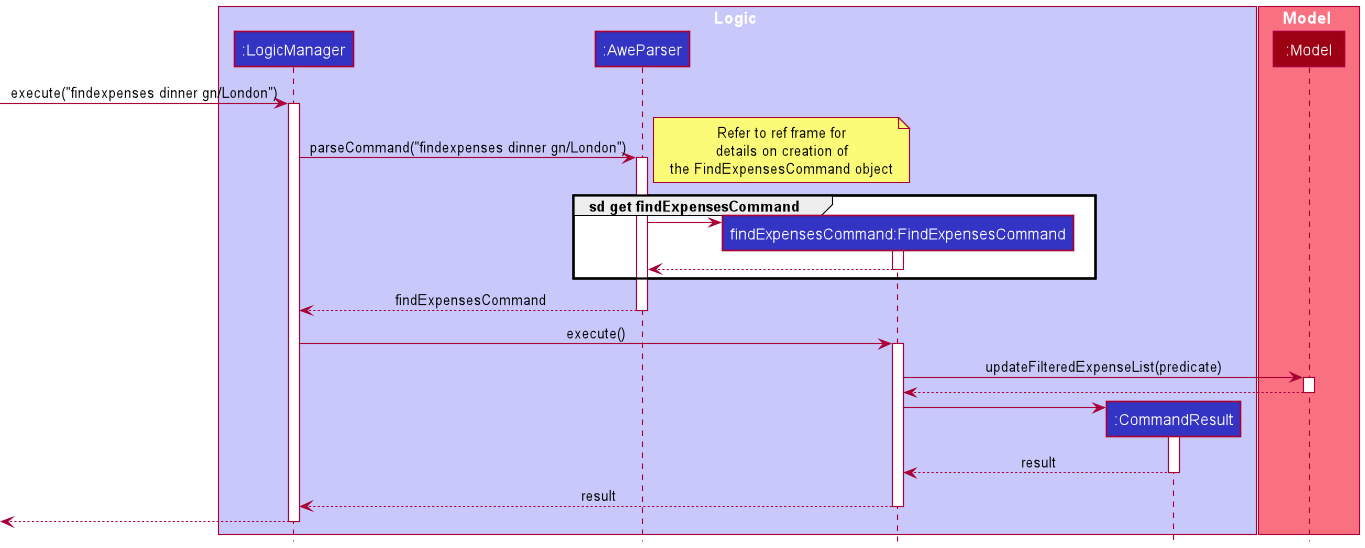 Logic
Model
:LogicManager
:AweParser
:Model
execute("findexpenses dinner gn/London")
parseCommand("findexpenses dinner gn/London")
Refer to ref frame for
details on creation of
the FindExpensesCommand object
sd get findExpensesCommand
findExpensesCommand:FindExpensesCommand
findExpensesCommand
execute()
updateFilteredExpenseList(predicate)
:CommandResult
result
result